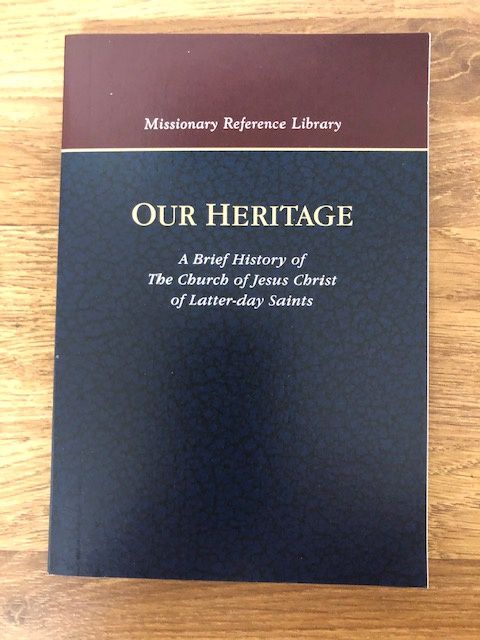 Missionary Reference Library
OUR HERITAGE
A Brief History of
The Church of Jesus Christ
of Latter-day Saints